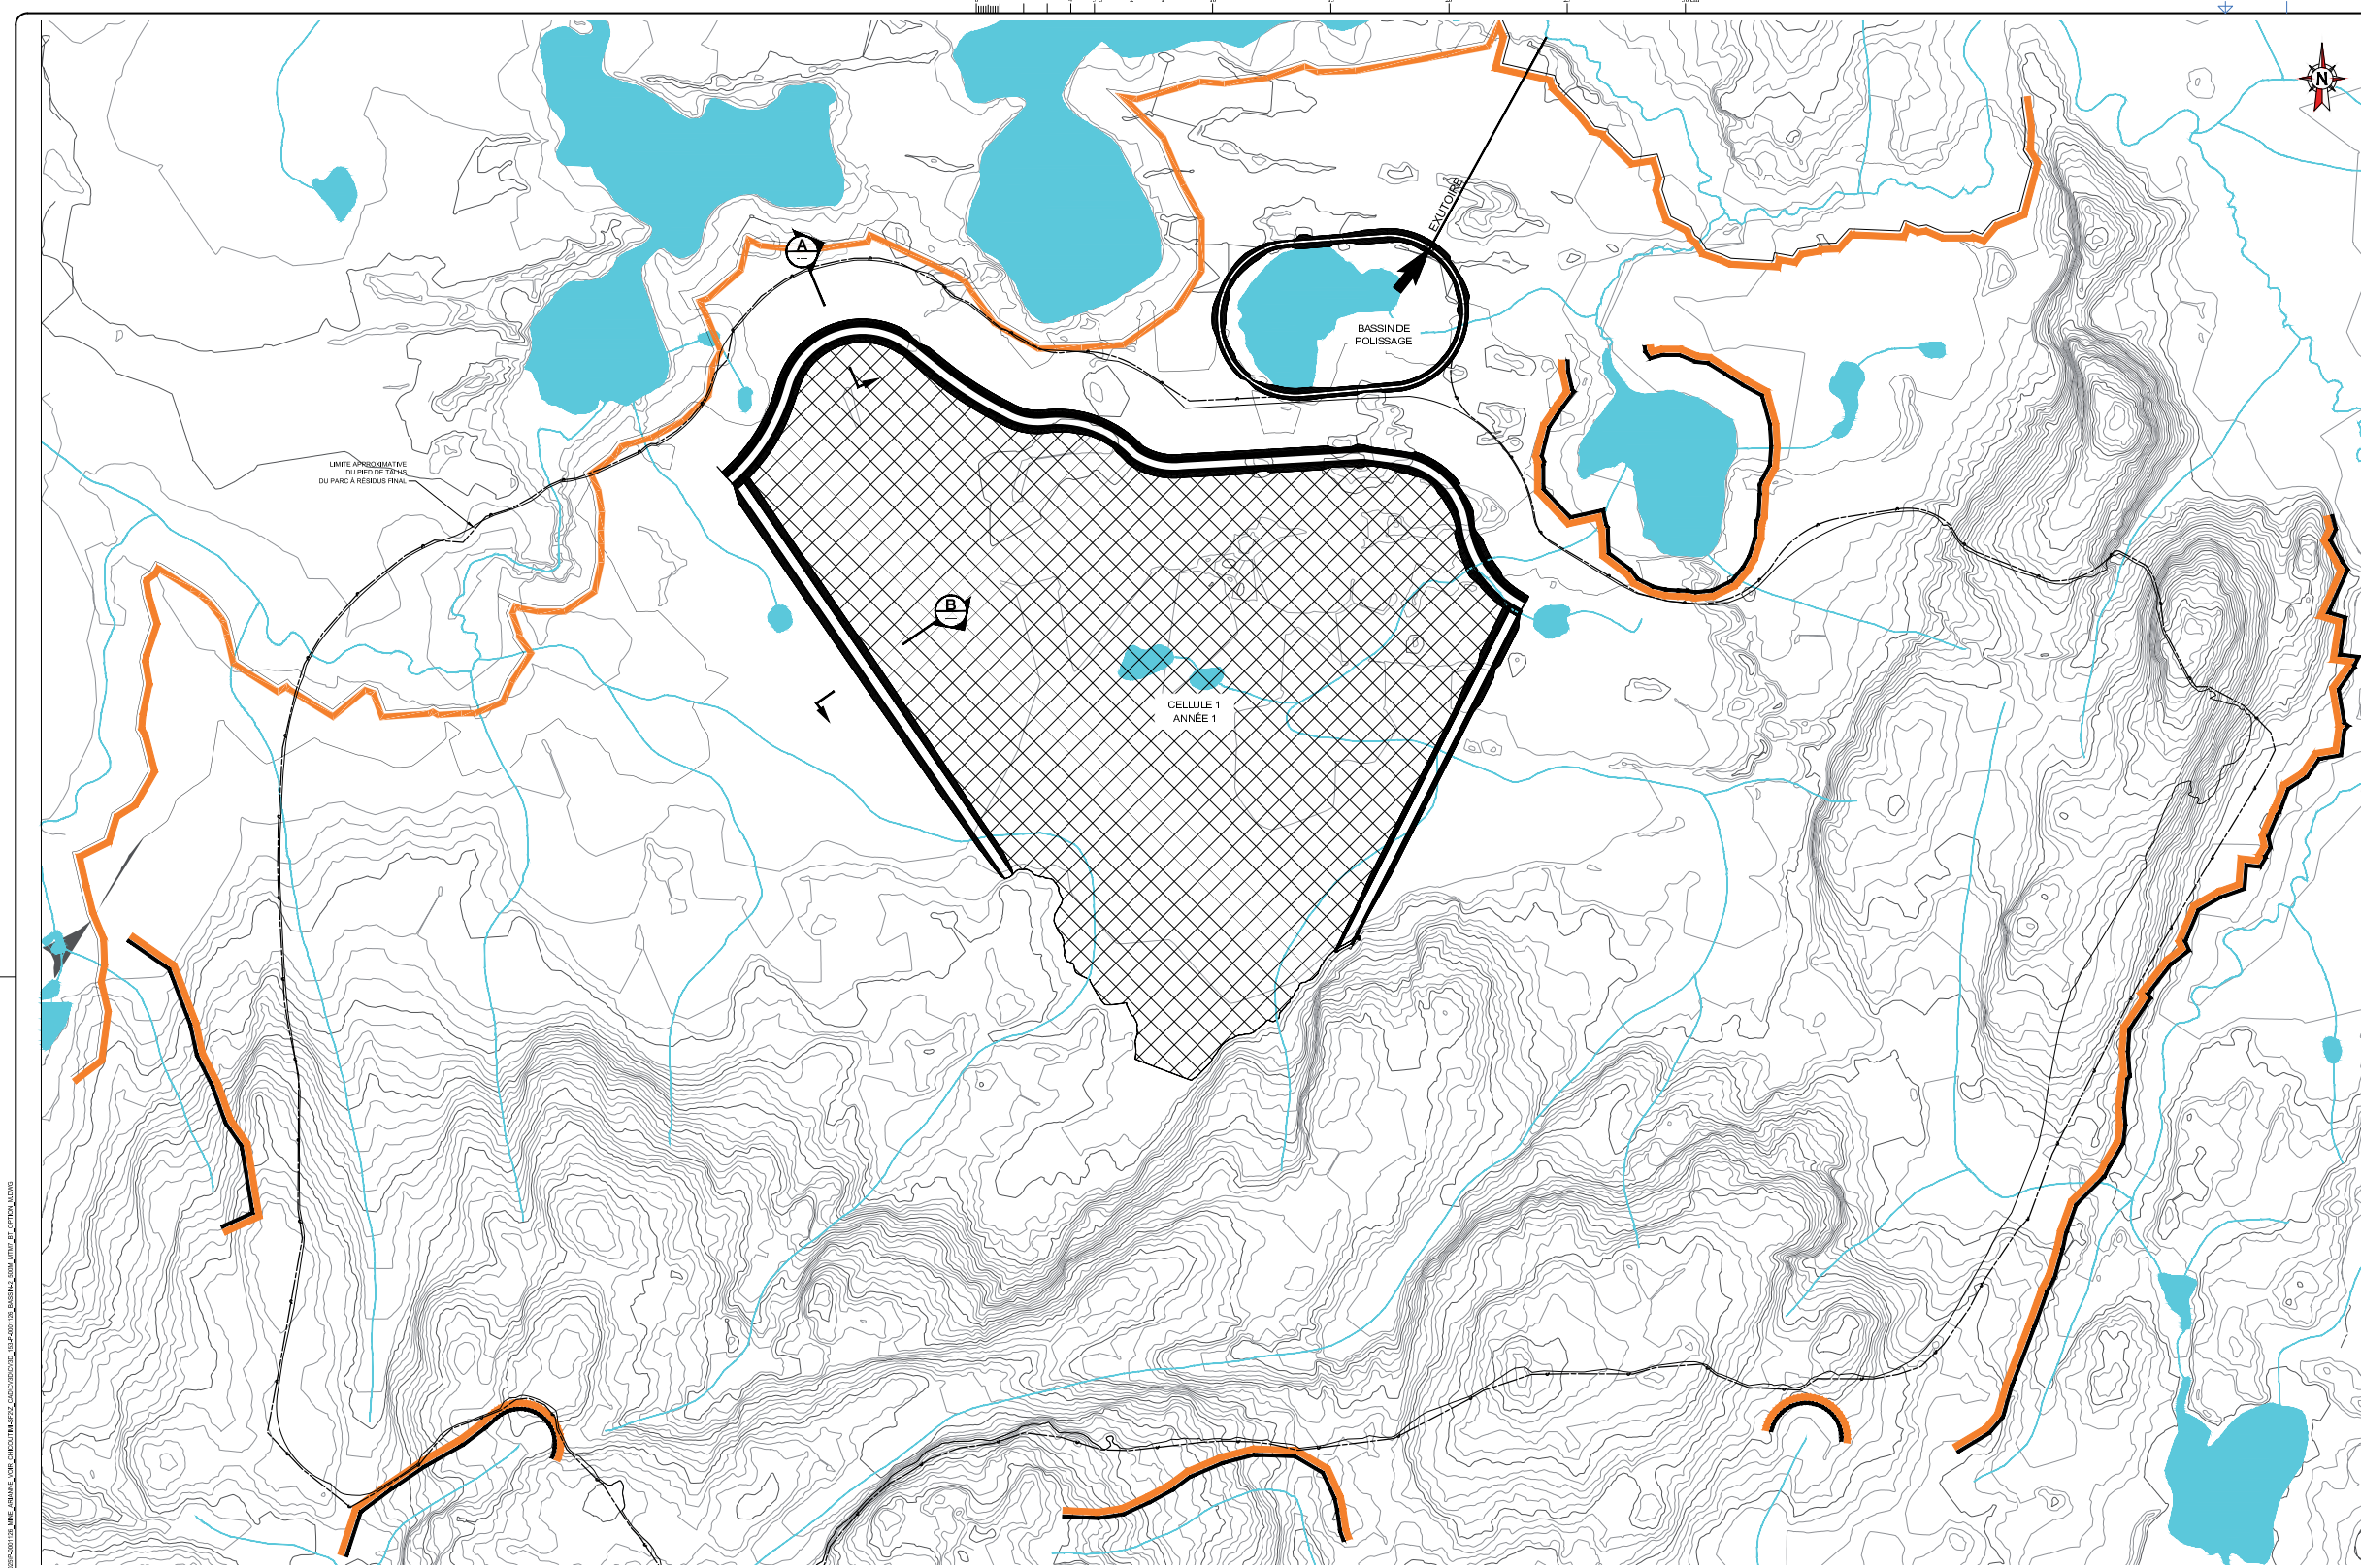 N
A
EXUTOIRE
BASSIN DE
POLISSAGE
LIMITE APPROXIMATIVE
DU PIED DE TALUS
DU PARC À RÉSIDUS FINAL
B
CELLULE 1
ANNÉE 1